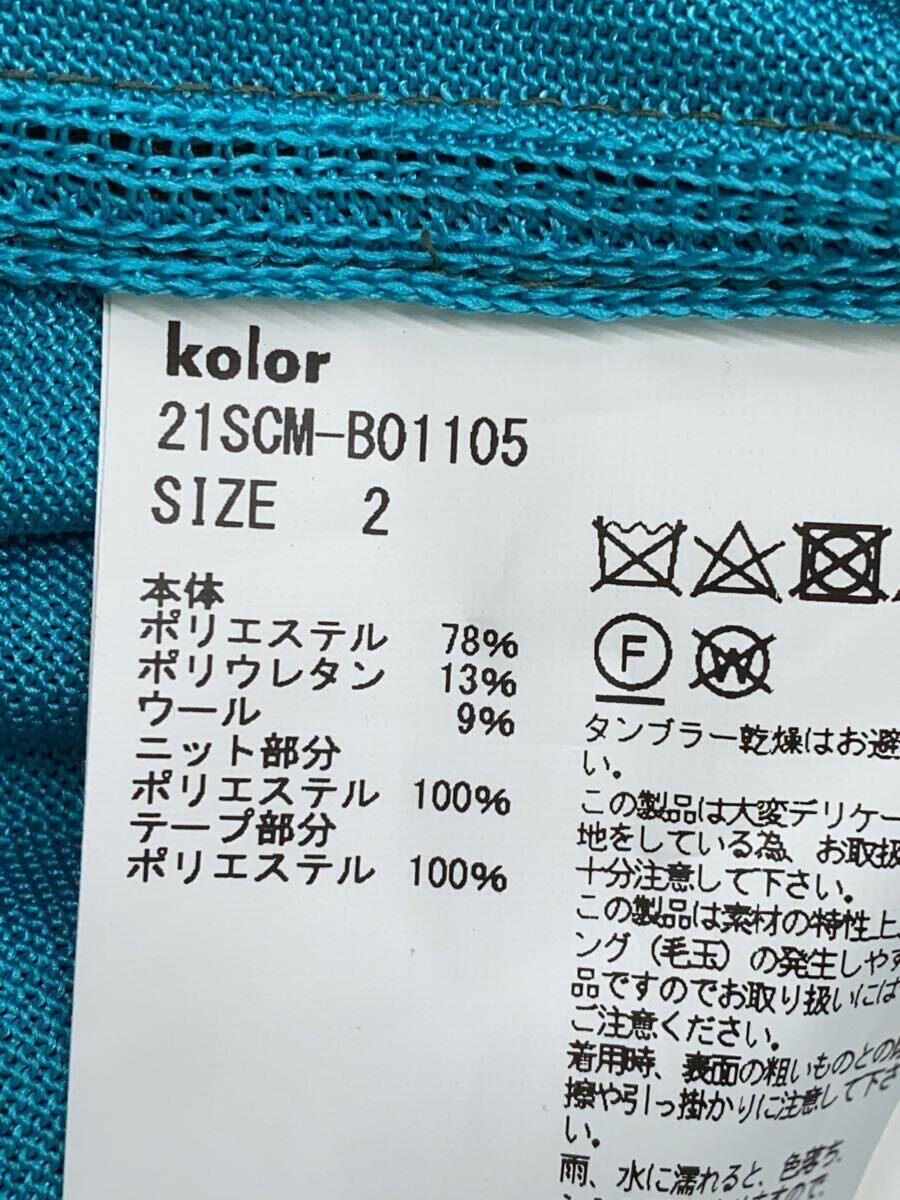 kolor
21SCM-B01105
SIZE 2
本体
ポリエステル 78%
ポリウレタン 13%
ウール 9%
ニット部分
ポリエステル 100%
テープ部分
ポリエステル 100%
F
W
タンブラー乾燥はお避
い。
この製品は大変デリケー
地をしている為、お取扱
十分注意して下さい。
この製品は素材の特性上、
ング(毛玉)の発生しやす
品ですのでお取り扱いには
ご注意ください。
着用時、表面の粗いものとの
擦や引っ掛かりに注意して下さ
い。
雨、水に濡れると、色落ち、